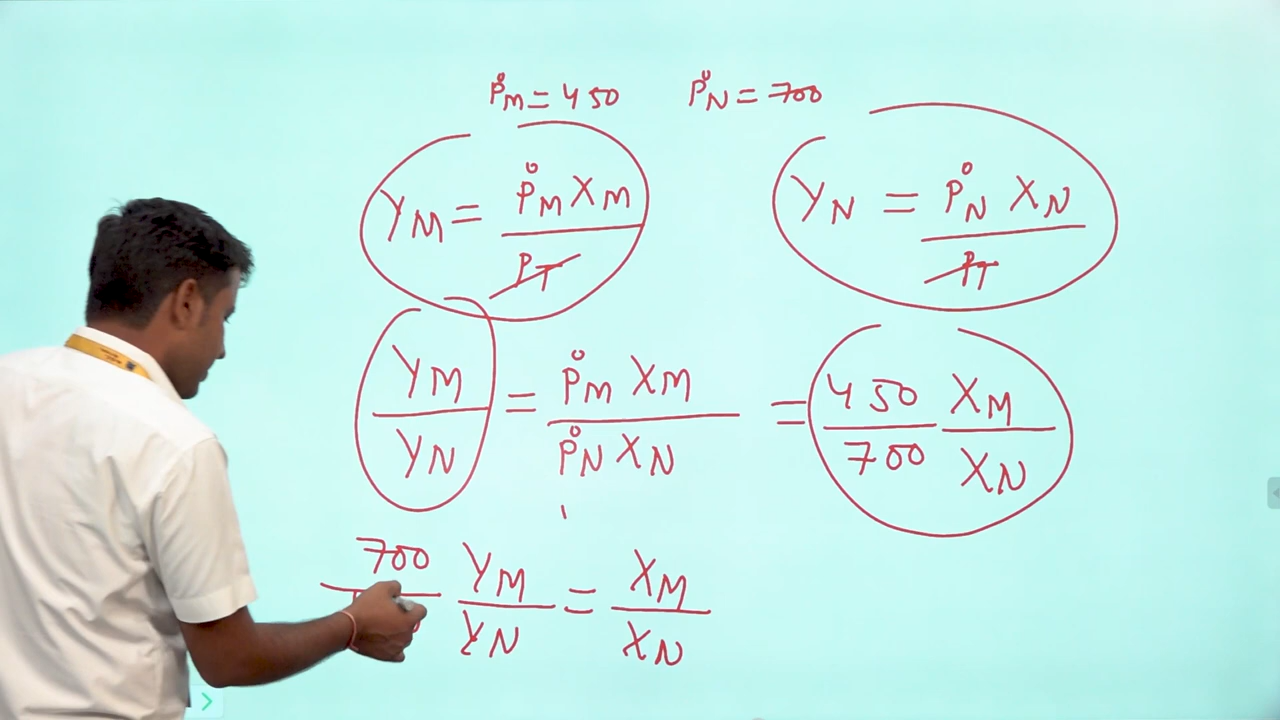 P°M = 450 P°N = 700
YM = P°M XM / PT YN = P°N XN / PT
YM / YN = P°M XM / P°N XN = 450 / 700 XM / XN
700 / YM / YN = XM / XN